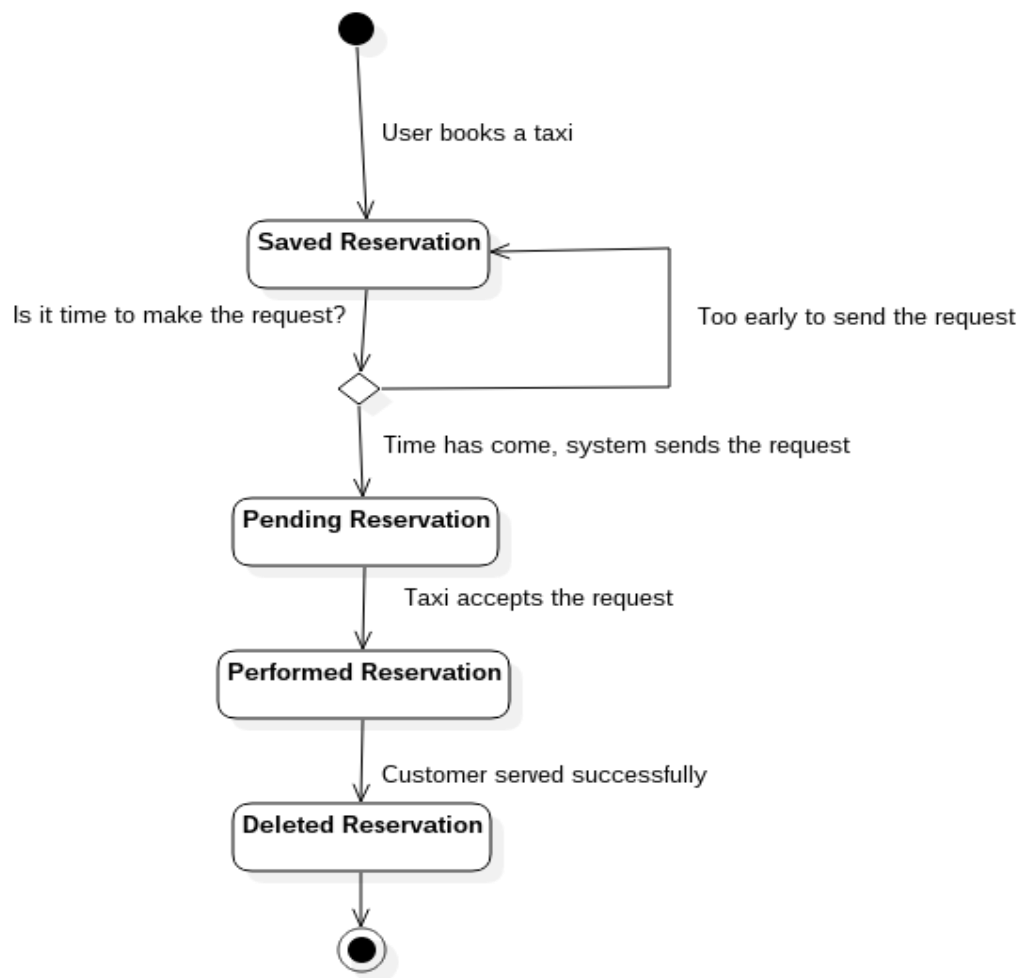 User books a taxi
Saved Reservation
Is it time to make the request?
Too early to send the request
Time has come, system sends the request
Pending Reservation
Taxi accepts the request
Performed Reservation
Customer served successfully
Deleted Reservation